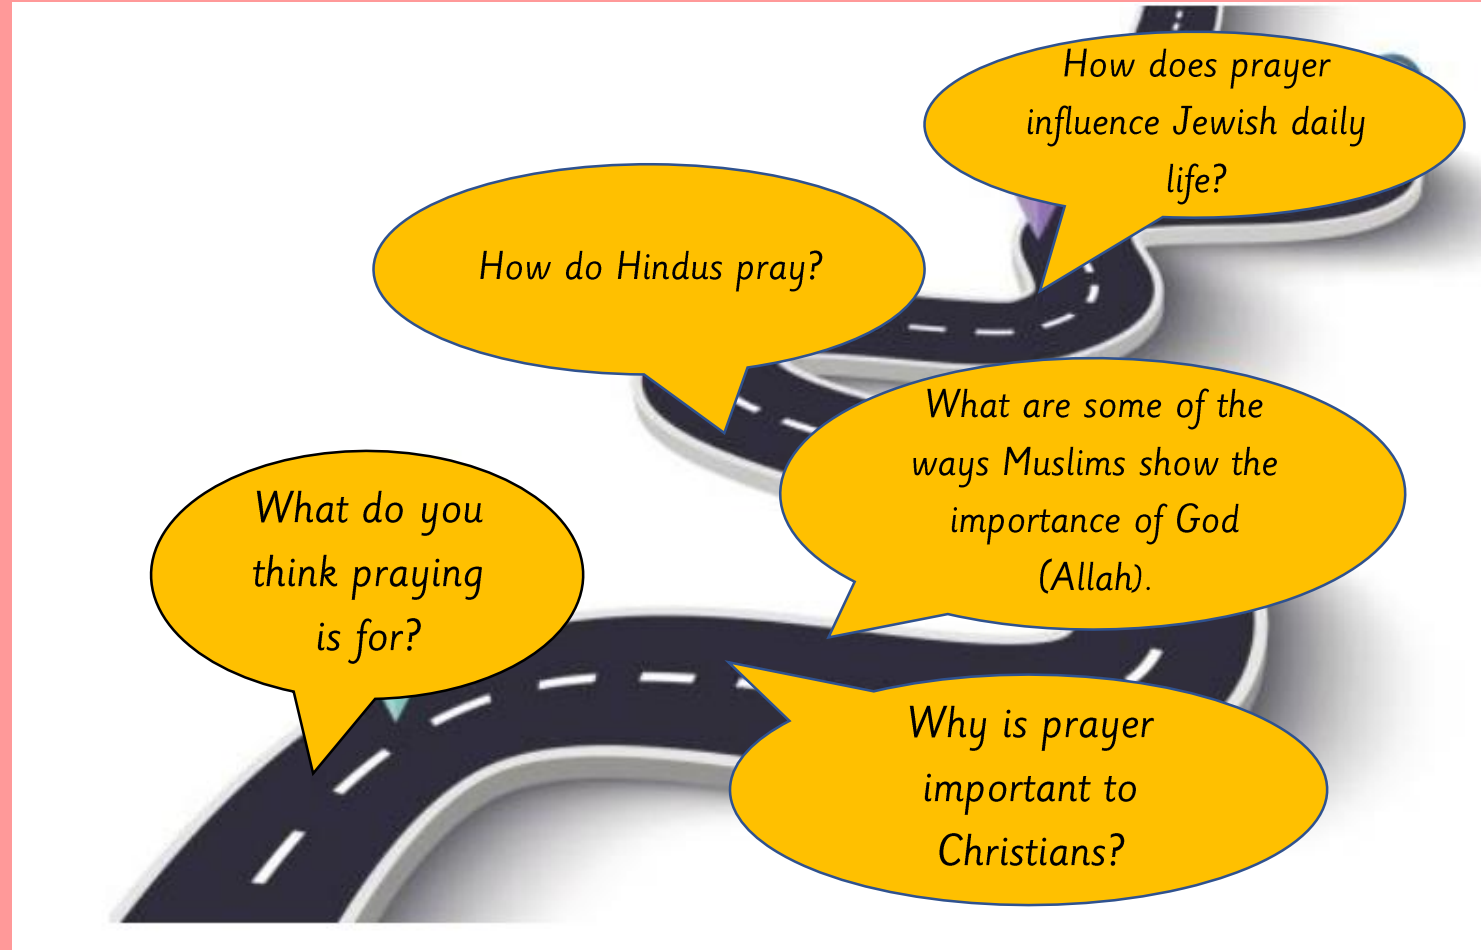 How does prayer
influence Jewish daily
life?
How do Hindus pray?
What are some of the
ways Muslims show the
importance of God
(Allah).
What do you
think praying
is for?
Why is prayer
important to
Christians?